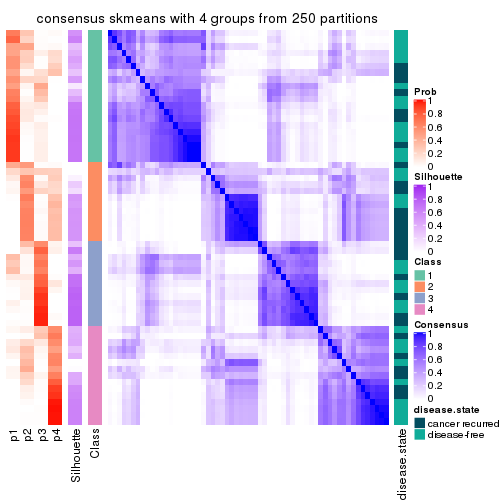 consensus skmeans with 4 groups from 250 partitions
Prob
1
0.8
0.6
0.4
0.2
0
Silhouette
1
0.8
0.6
0.4
0.2
0
Class
1
2
3
4
Consensus
1
0.8
0.6
0.4
0.2
0
disease.state
cancer recurred
disease-free
p1
p2
p3
p4
Silhouette
Class
disease.state